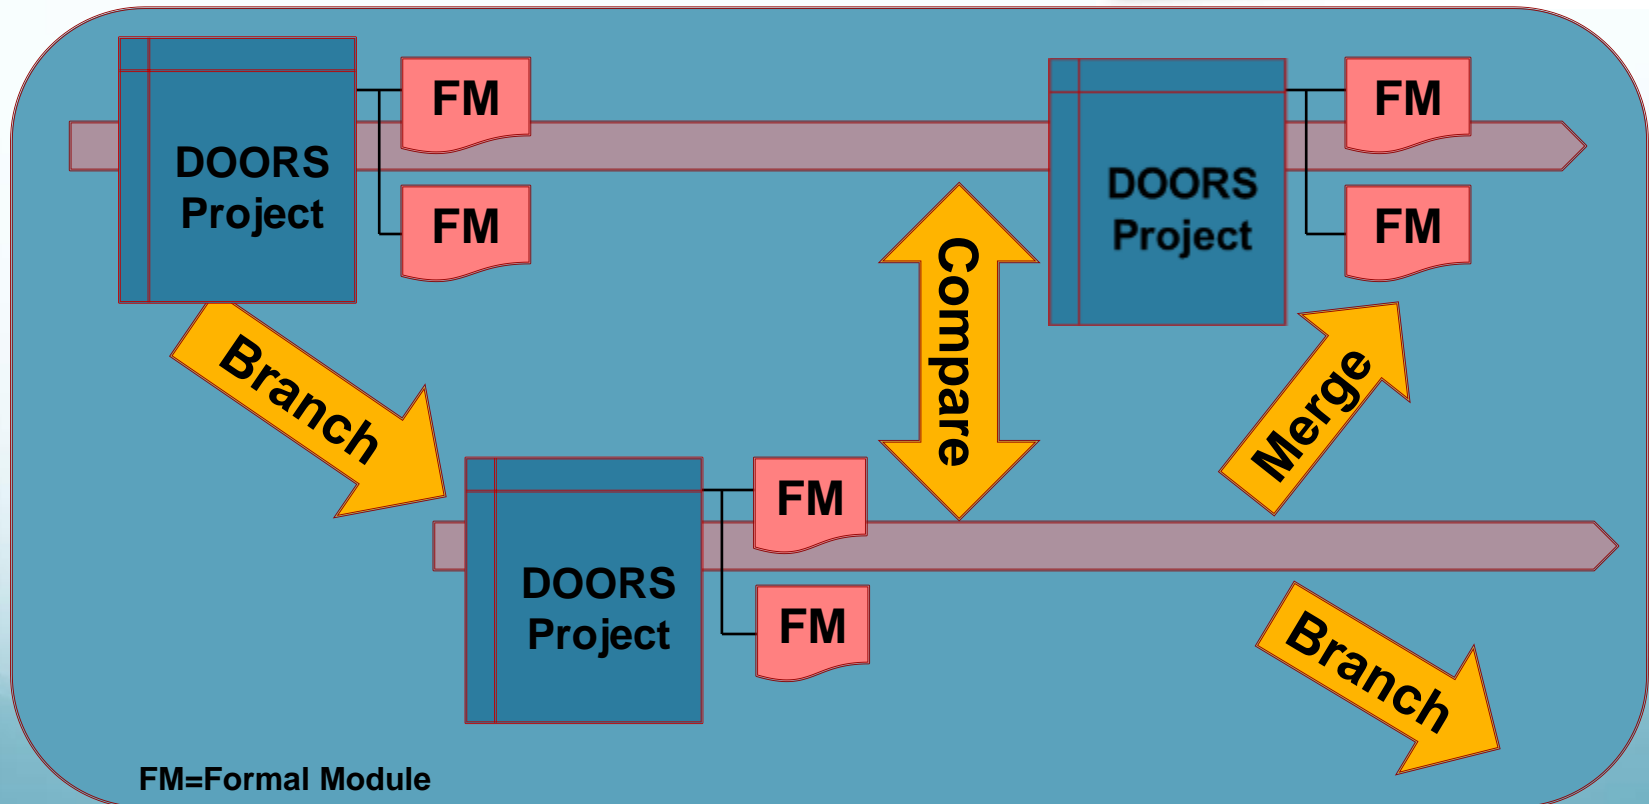 DOORS
Project
FM
FM
DOORS
Project
FM
FM
Branch
Compare
Merge
DOORS
Project
FM
FM
Branch
FM=Formal Module